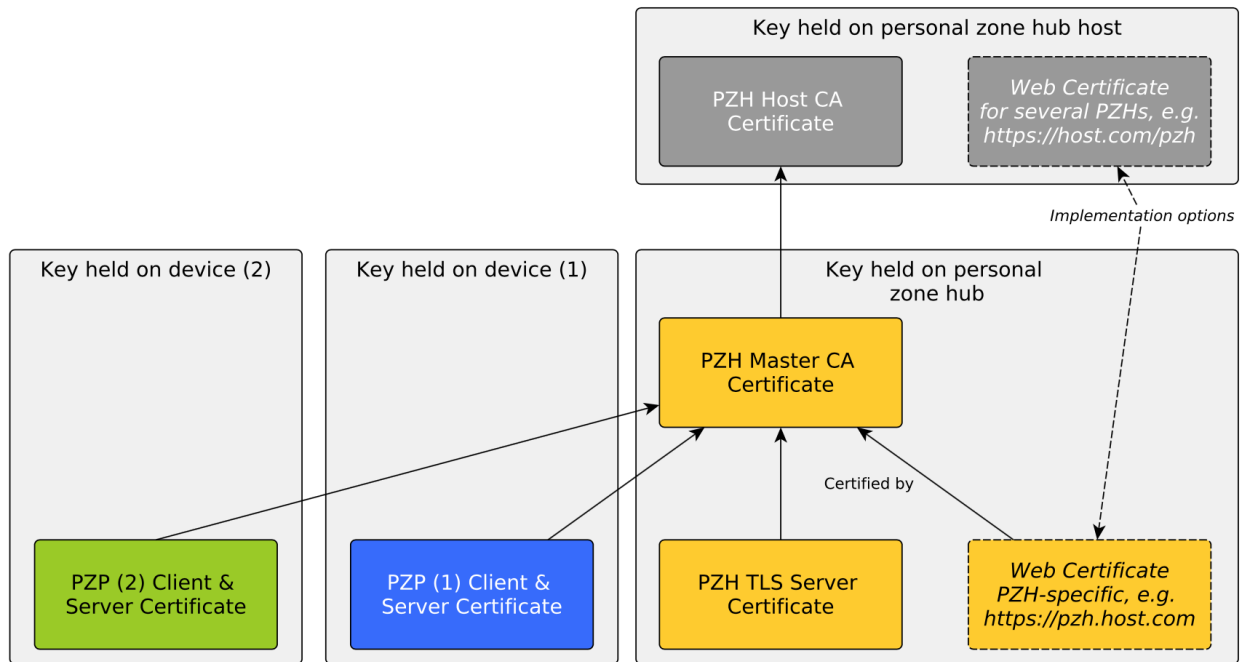 Key held on personal zone hub host
PZH Host CA
Certificate
Web Certificate
for several PZHs, e.g.
https://host.com/pzh
Implementation options
Key held on device (2)
Key held on device (1)
Key held on personal
zone hub
PZH Master CA
Certificate
Certified by
PZP (2) Client &
Server Certificate
PZP (1) Client &
Server Certificate
PZH TLS Server
Certificate
Web Certificate
PZH-specific, e.g.
https://pzh.host.com